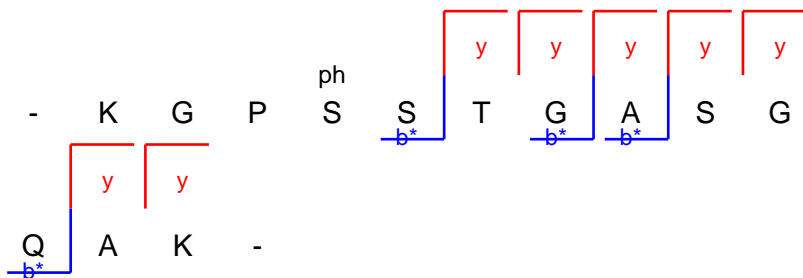 y y y y y
ph
- K G P S S T G A S G
b* b* b*
y y
Q A K -
b*